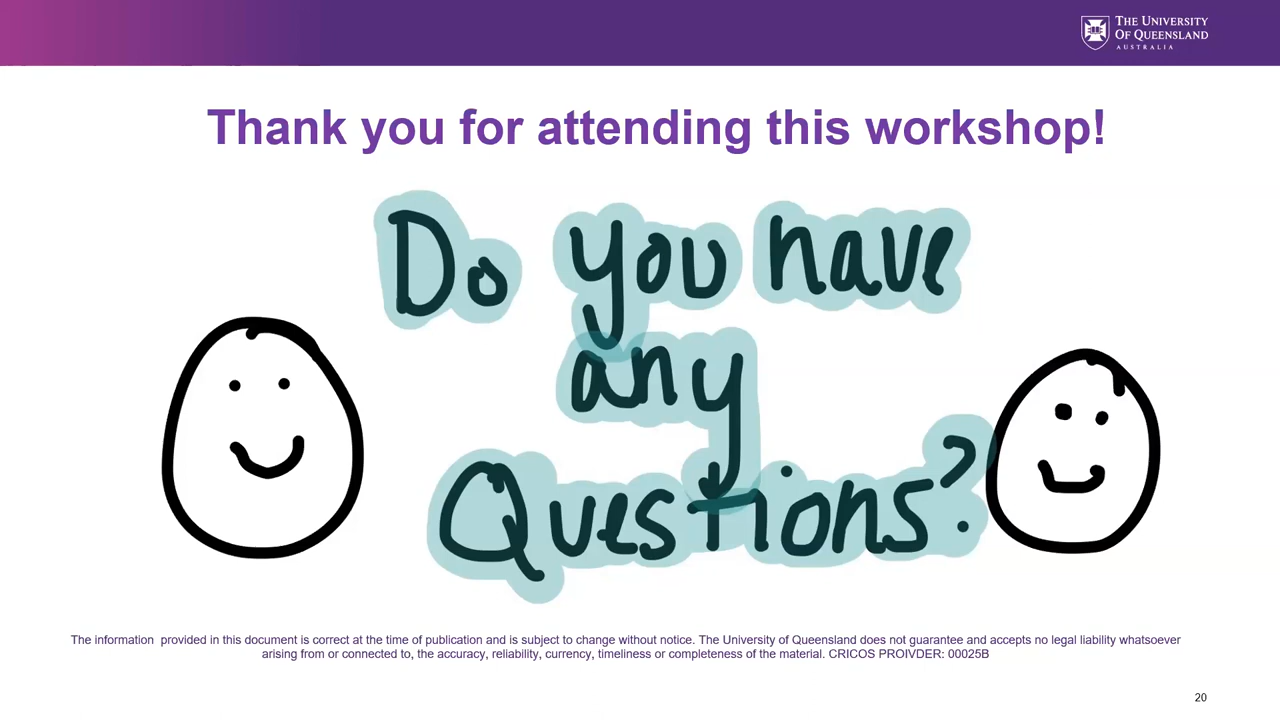 THE UNIVERSITY
OF QUEENSLAND
AUSTRALIA
Thank you for attending this workshop!
Do you have
any
Questions?
The information  provided in this document is correct at the time of publication and is subject to change without notice. The University of Queensland does not guarantee and accepts no legal liability whatsoever
arising from or connected to, the accuracy, reliability, currency, timeliness or completeness of the material. CRICOS PROIVDER: 00025B
20